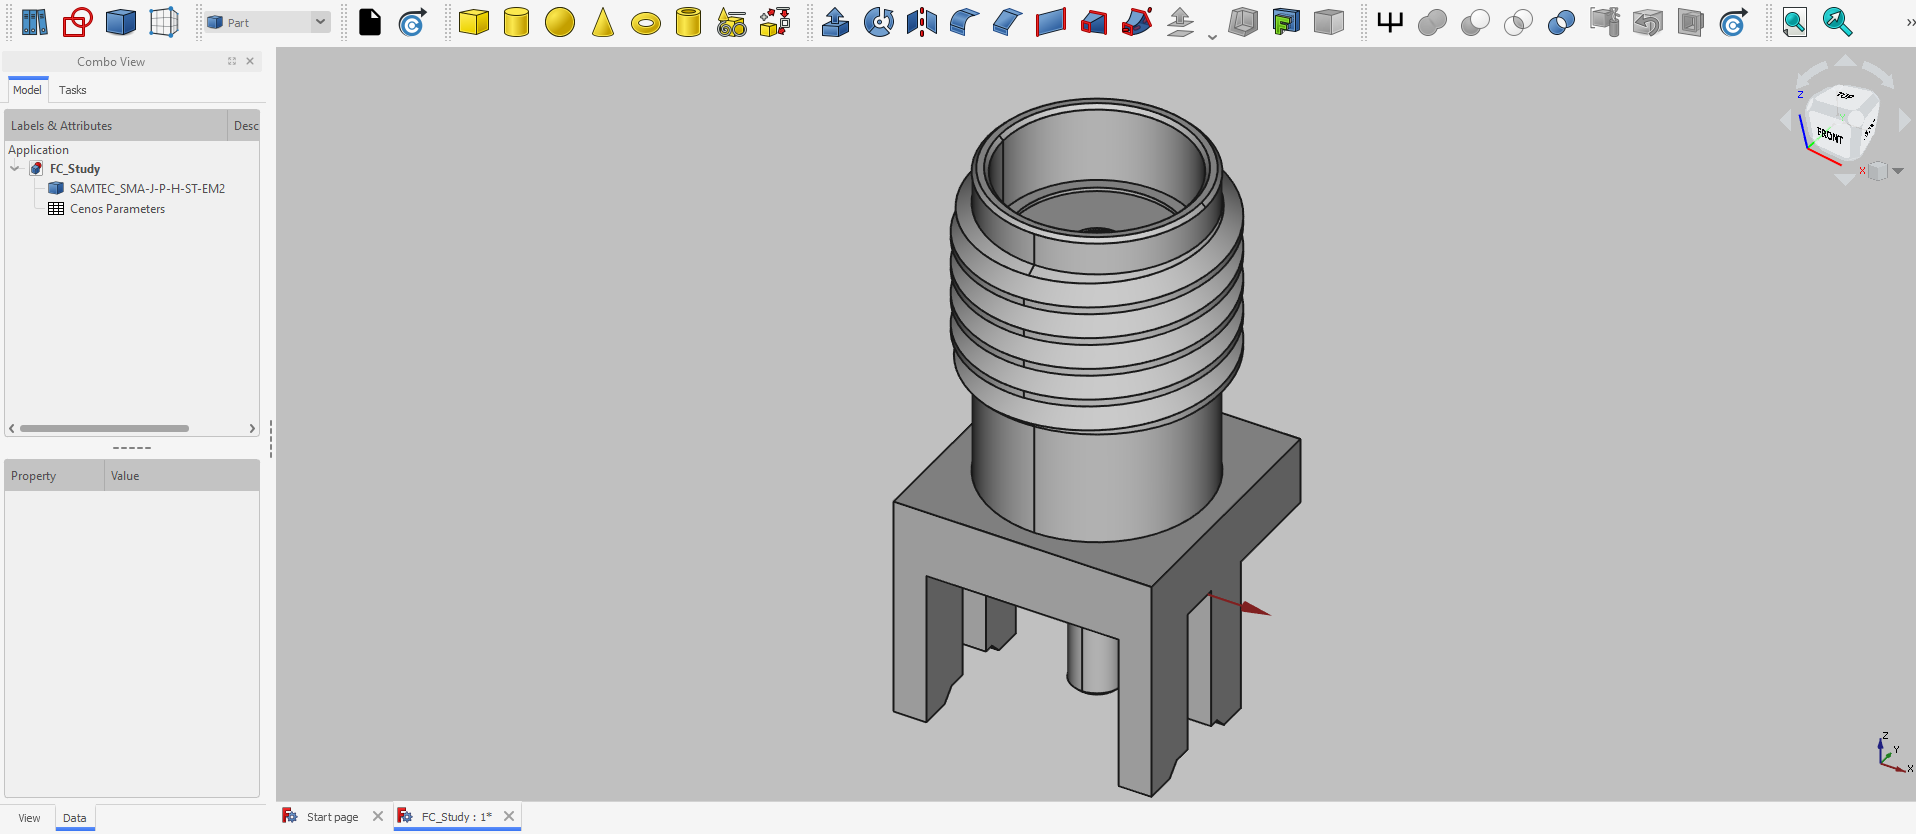 Part
Combo View
Model Tasks
Labels & Attributes Desc
Application
FC_Study
SAMTEC_SMA-J-P-H-ST-EM2
Cenos Parameters
Property Value
View Data
Start page FC_Study : 1*
TOP
FRONT
Z
X
Z
Y
X